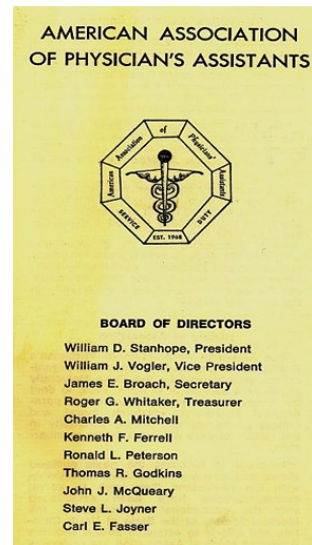 AMERICAN ASSOCIATION
OF PHYSICIAN'S ASSISTANTS
American Association of Physicians' Assistants
SERVICE
EST. 1968
DUTY
BOARD OF DIRECTORS
William D. Stanhope, President
William J. Vogler, Vice President
James E. Broach, Secretary
Roger G. Whitaker, Treasurer
Charles A. Mitchell
Kenneth F. Ferrell
Ronald L. Peterson
Thomas R. Godkins
John J. McQueary
Steve L. Joyner
Carl E. Fasser